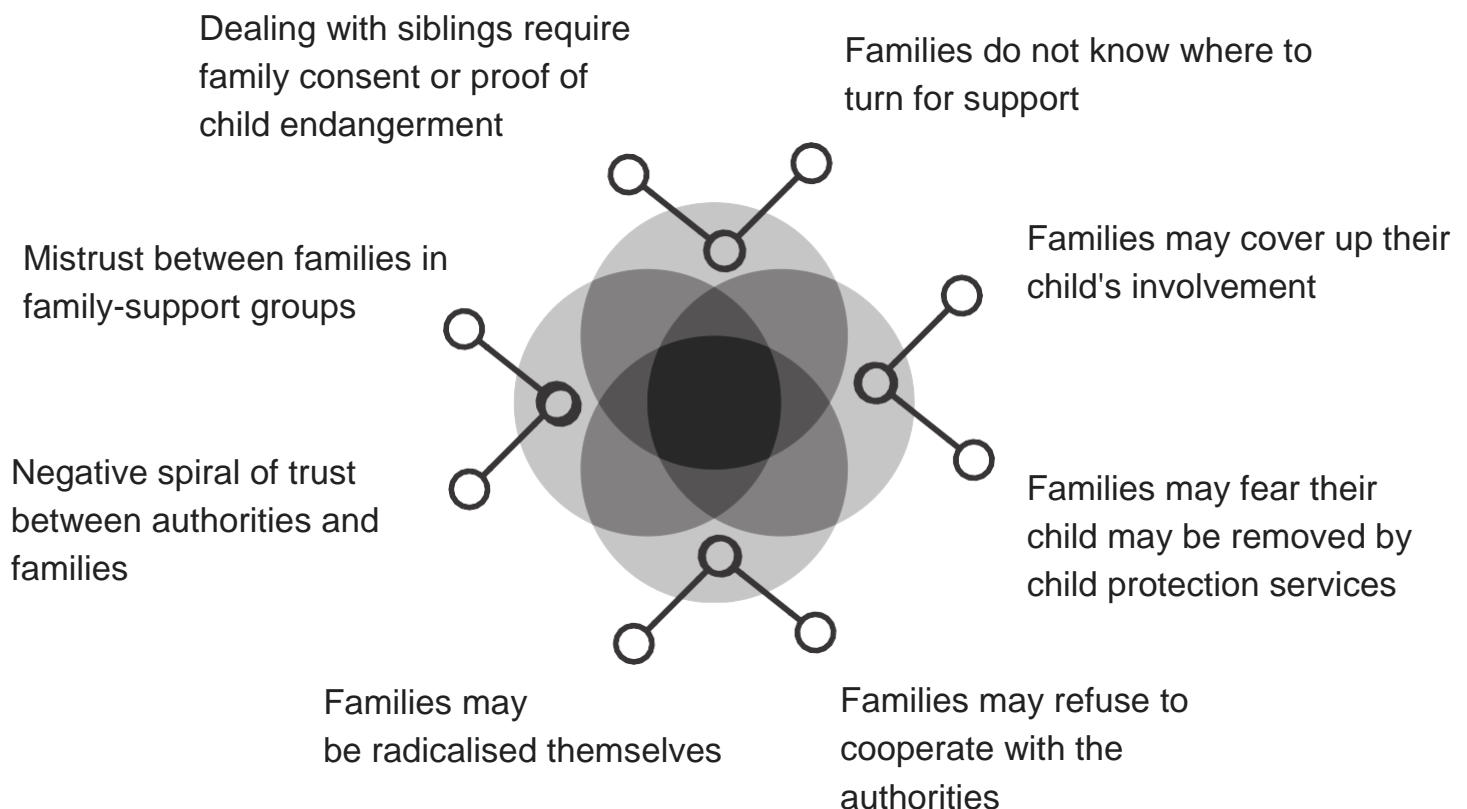 Dealing with siblings require
family consent or proof of
child endangerment
Families do not know where to
turn for support
Mistrust between families in
family-support groups
Families may cover up their
child's involvement
Negative spiral of trust
between authorities and
families
Families may fear their
child may be removed by
child protection services
Families may
be radicalised themselves
Families may refuse to
cooperate with the
authorities